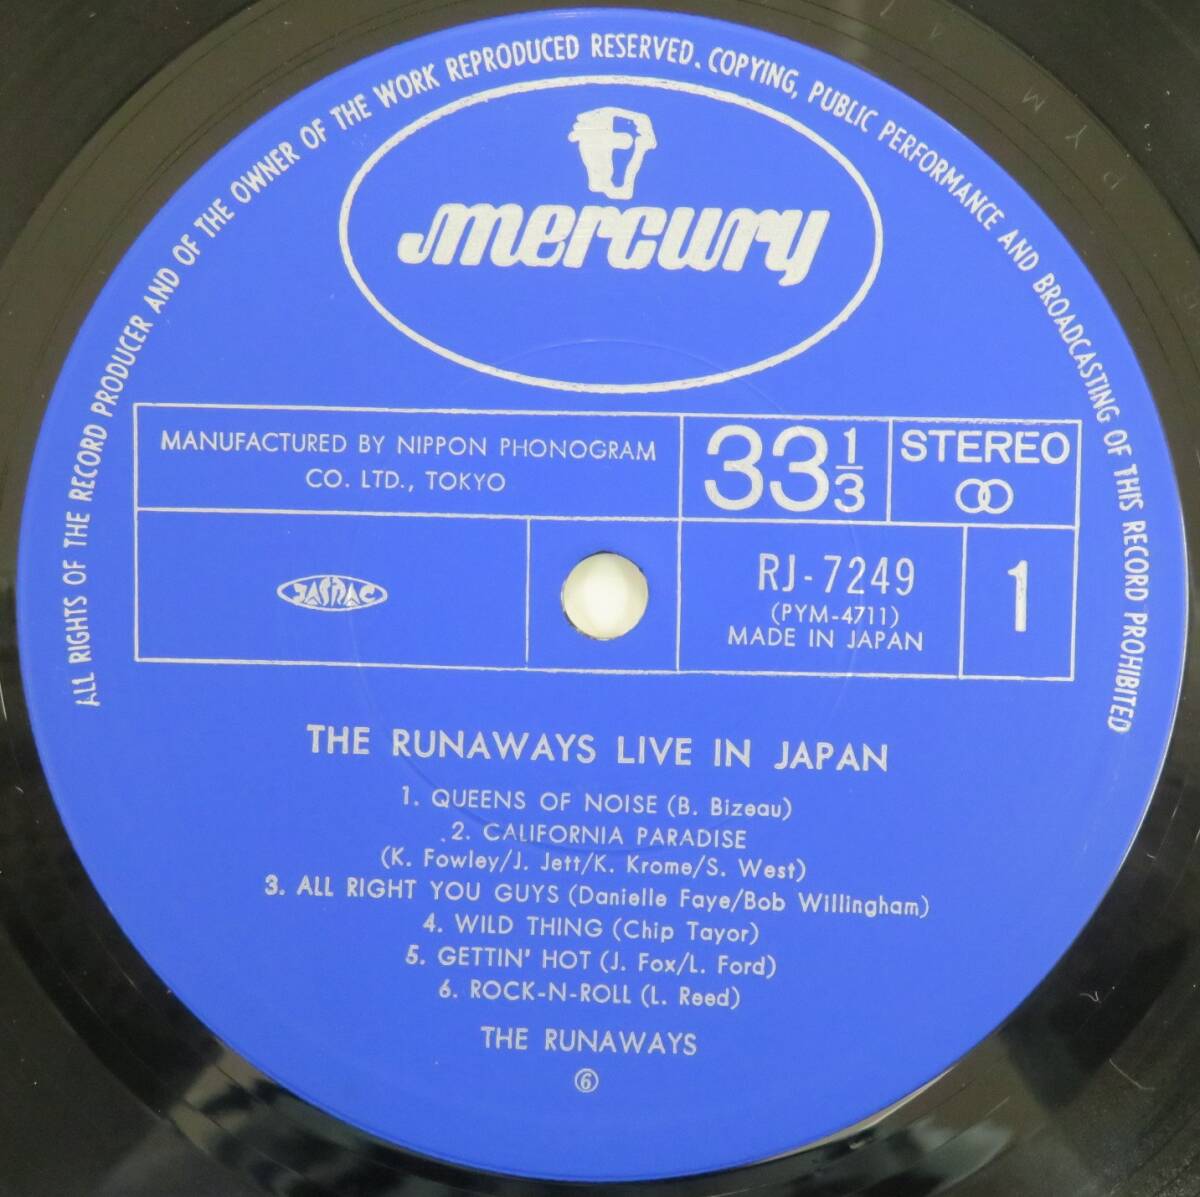 ALL RIGHTS OF THE RECORD PRODUCER AND OF THE OWNER OF THE WORK REPRODUCED RESERVED. COPYING, PUBLIC PERFORMANCE AND BROADCASTING OF THIS RECORD PROHIBITED
mercury
MANUFACTURED BY NIPPON PHONOGRAM
CO. LTD., TOKYO
33 1/3
STEREO
JASRAC
RJ-7249
(PYM-4711)
MADE IN JAPAN
1
THE RUNAWAYS LIVE IN JAPAN
1. QUEENS OF NOISE (B. Bizeau)
2. CALIFORNIA PARADISE
(K. Fowley/J. Jett/K. Krome/S. West)
3. ALL RIGHT YOU GUYS (Danielle Faye/Bob Willingham)
4. WILD THING (Chip Tayor)
5. GETTIN' HOT (J. Fox/L. Ford)
6. ROCK-N-ROLL (L. Reed)
THE RUNAWAYS
⑥